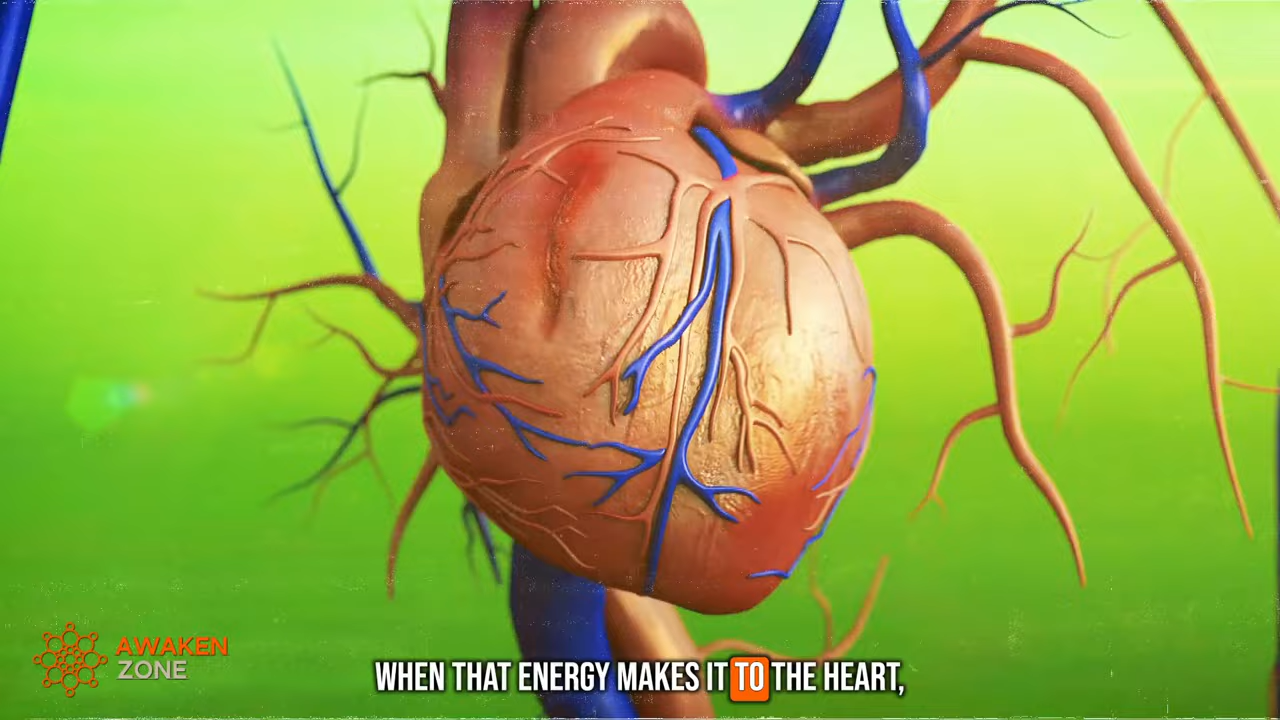 AWAKEN
ZONE
WHEN THAT ENERGY MAKES IT TO THE HEART,